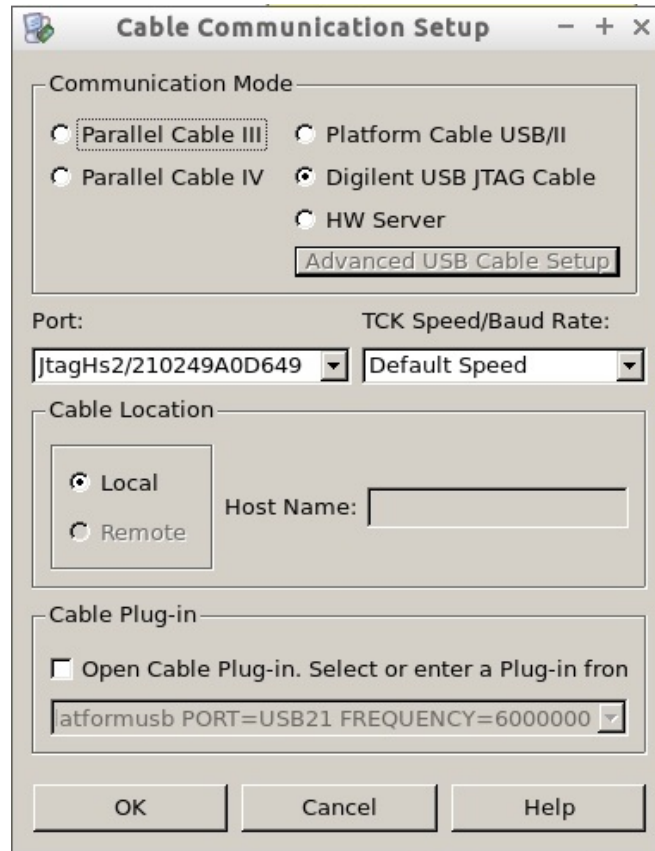 Cable Communication Setup
Communication Mode
Parallel Cable III
Platform Cable USB/II
Parallel Cable IV
Digilent USB JTAG Cable
HW Server
Advanced USB Cable Setup
Port:
TCK Speed/Baud Rate:
JtagHs2/210249A0D649
Default Speed
Cable Location
Local
Host Name:
Remote
Cable Plug-in
Open Cable Plug-in. Select or enter a Plug-in fron
latformusb PORT=USB21 FREQUENCY=6000000
OK
Cancel
Help